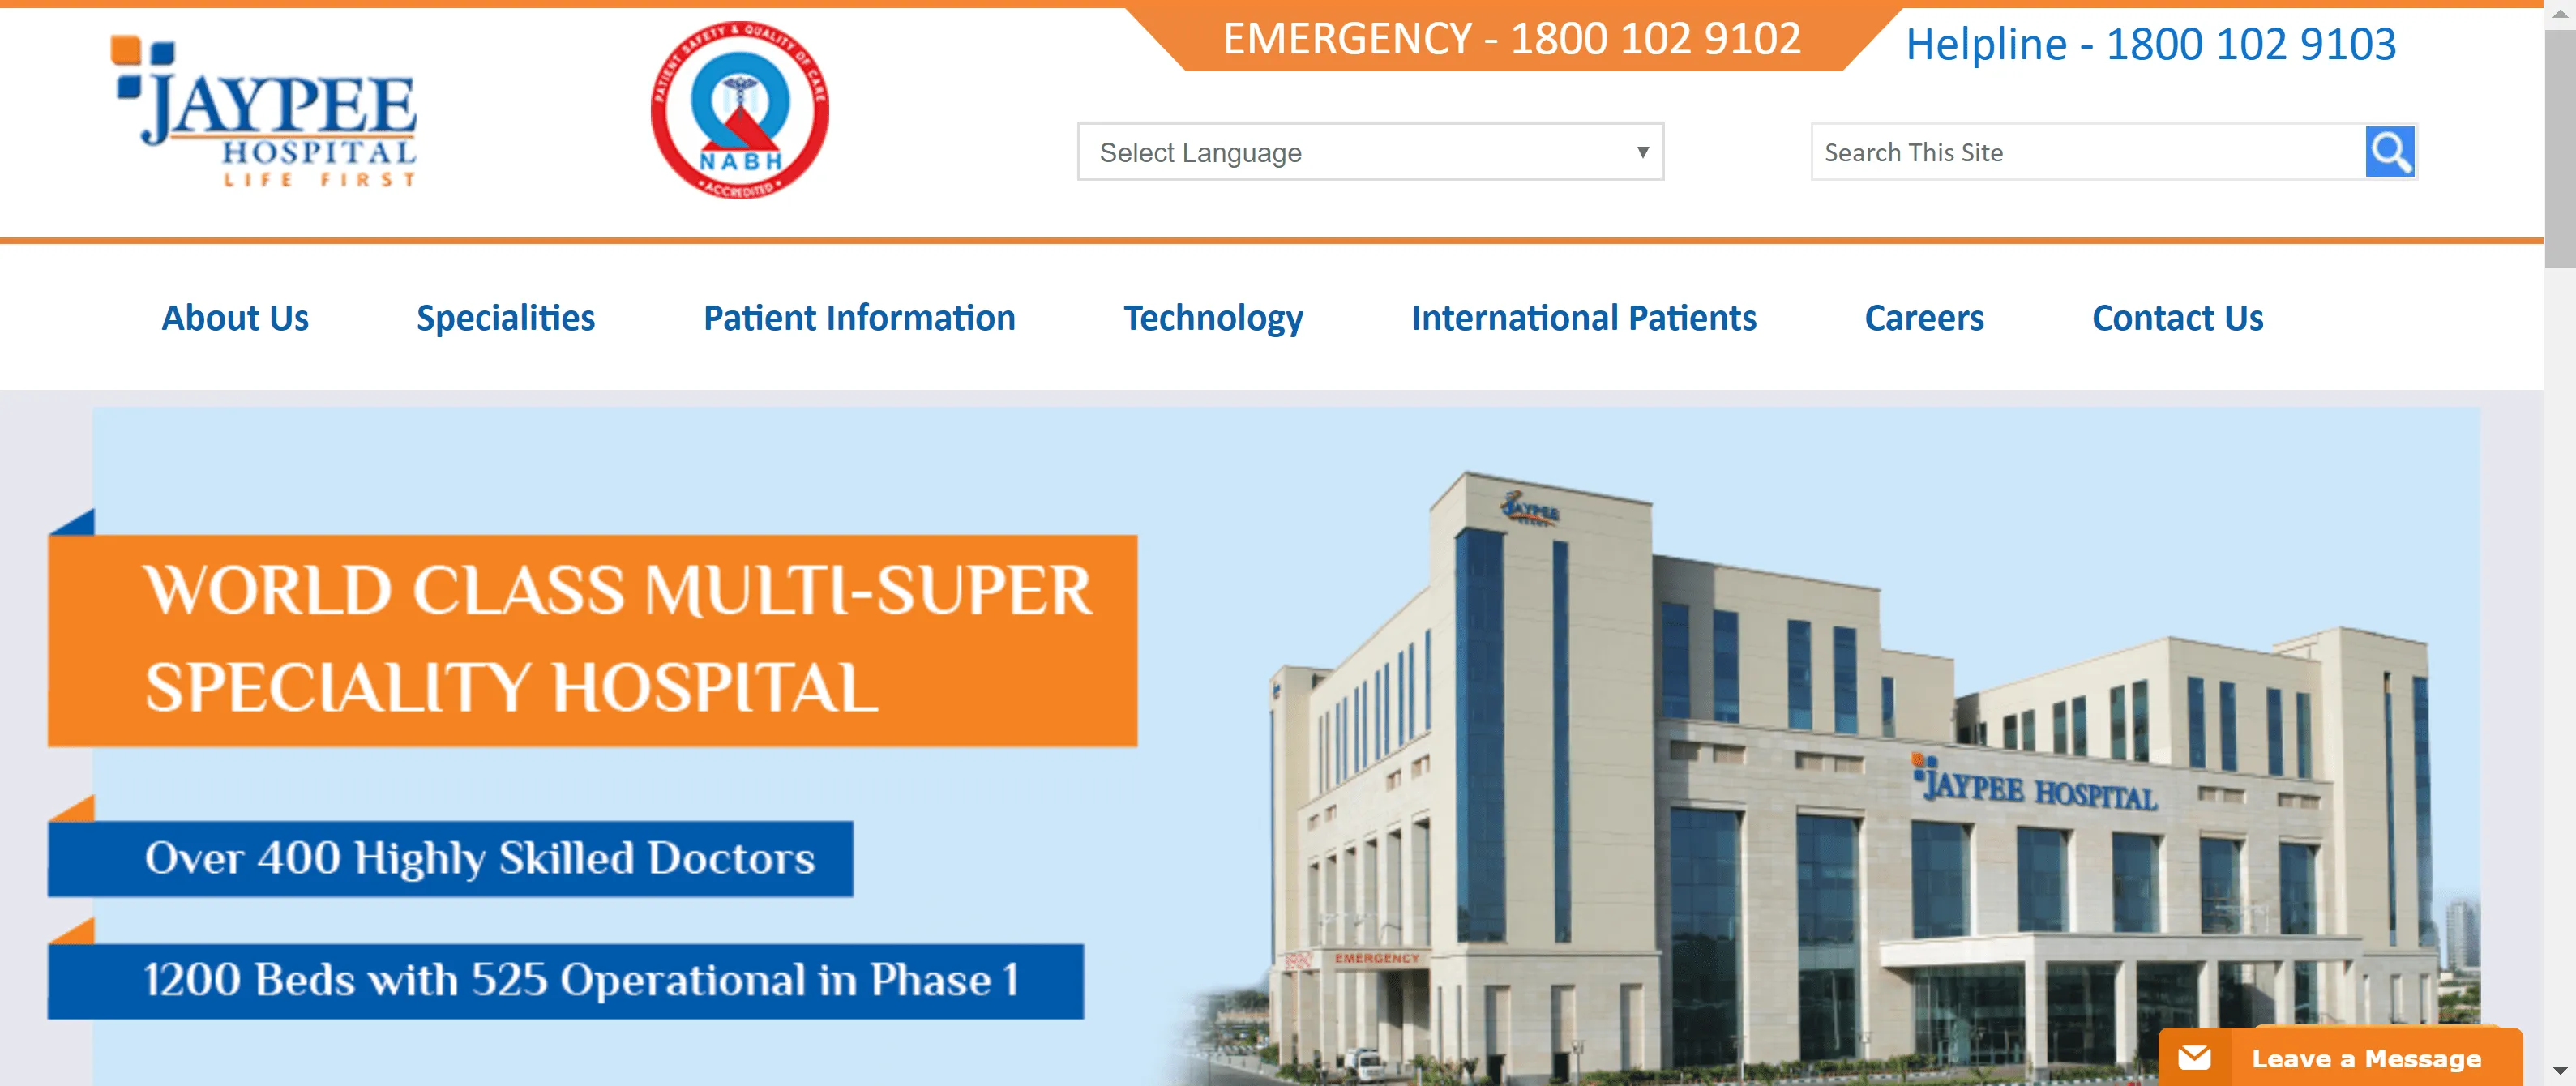 EMERGENCY - 1800 102 9102
Helpline - 1800 102 9103
JAYPEE
HOSPITAL
LIFE FIRST
PATIENT SAFETY & QUALITY OF CARE
NABH
• ACCREDITED •
Select Language
Search This Site
About Us
Specialities
Patient Information
Technology
International Patients
Careers
Contact Us
JAYPEE
WORLD CLASS MULTI-SUPER
SPECIALITY HOSPITAL
JAYPEE HOSPITAL
Over 400 Highly Skilled Doctors
EMERGENCY
1200 Beds with 525 Operational in Phase 1
Leave a Message